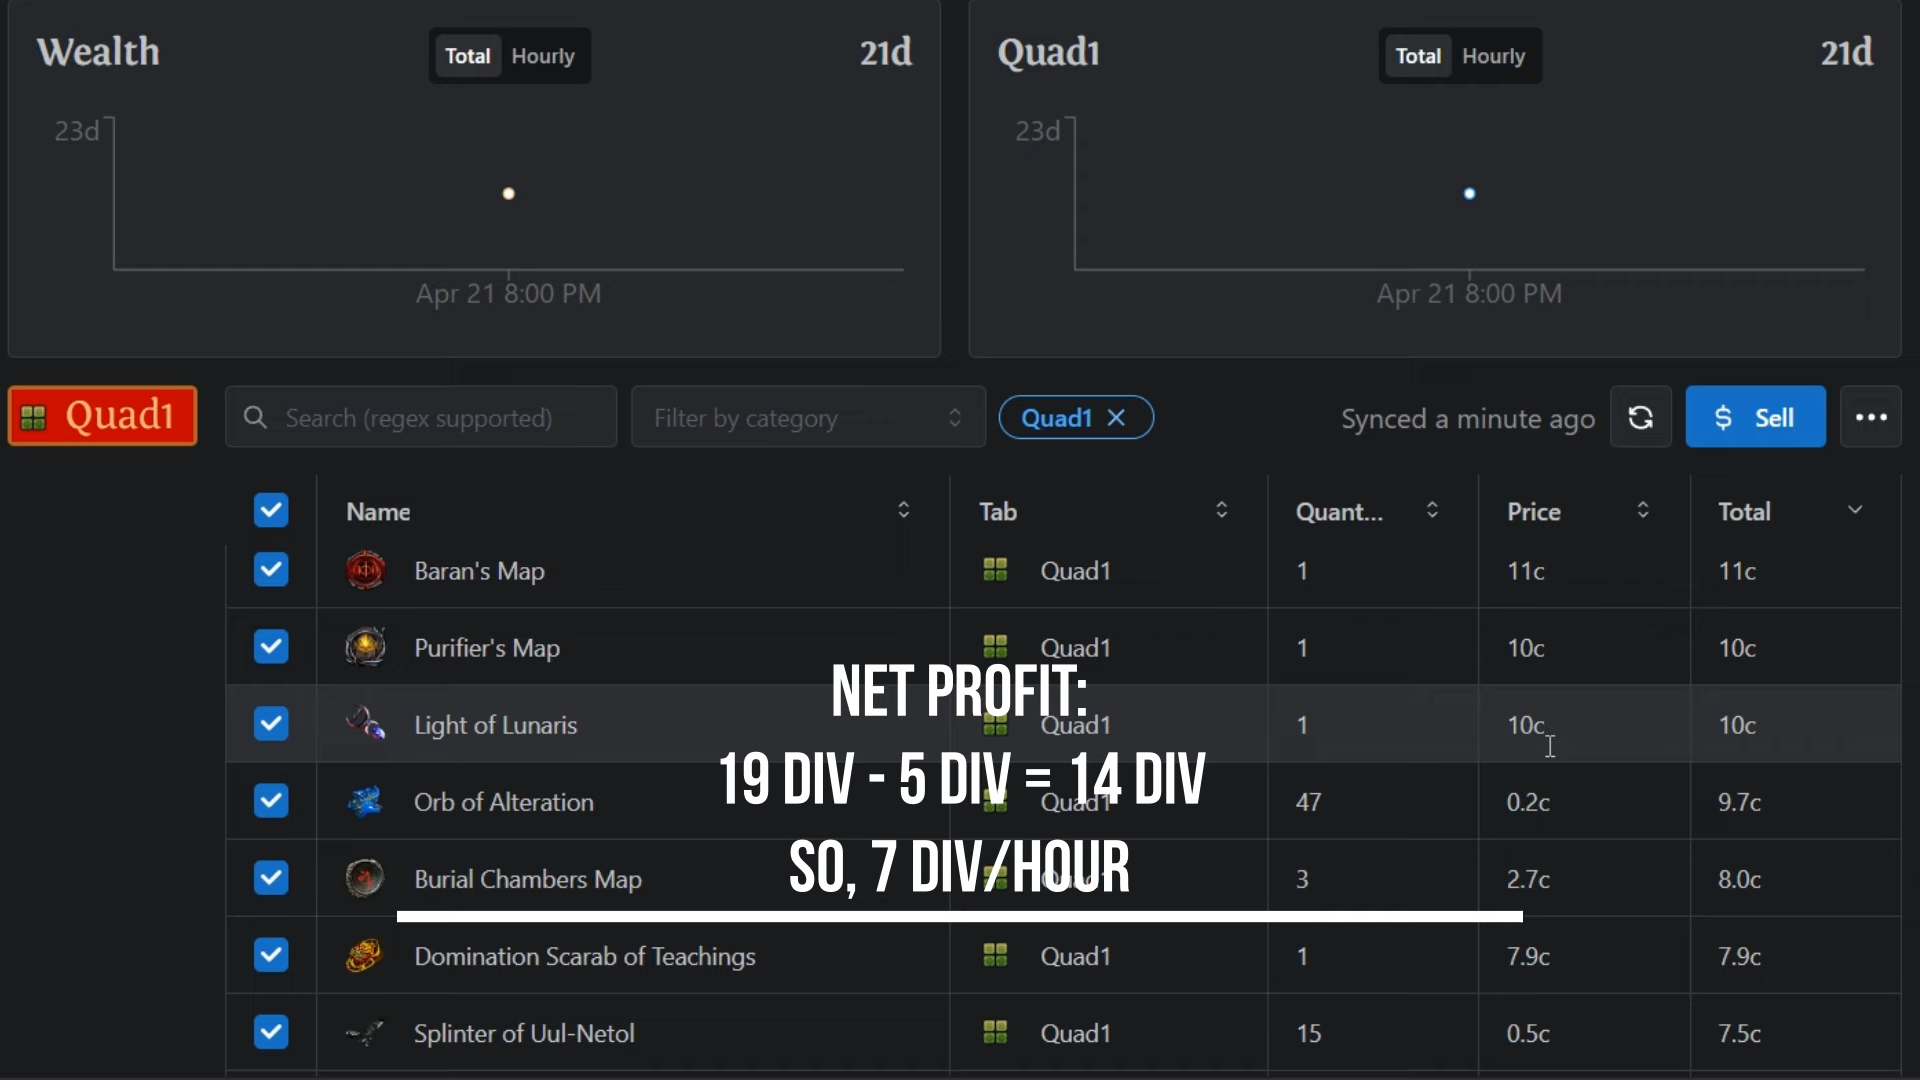 Wealth
Total Hourly
21d
23d
Apr 21 8:00 PM
Quad1
Total Hourly
21d
23d
Apr 21 8:00 PM
Quad1
Search (regex supported)
Filter by category
Quad1
Synced a minute ago
$ Sell
Name Tab Quant... Price Total
Baran's Map Quad1 1 11c 11c
Purifier's Map Quad1 1 10c 10c
Light of Lunaris Quad1 1 10c 10c
Orb of Alteration Quad1 47 0.2c 9.7c
Burial Chambers Map Quad1 3 2.7c 8.0c
Domination Scarab of Teachings Quad1 1 7.9c 7.9c
Splinter of Uul-Netol Quad1 15 0.5c 7.5c
NET PROFIT:
19 DIV - 5 DIV = 14 DIV
SO, 7 DIV/HOUR